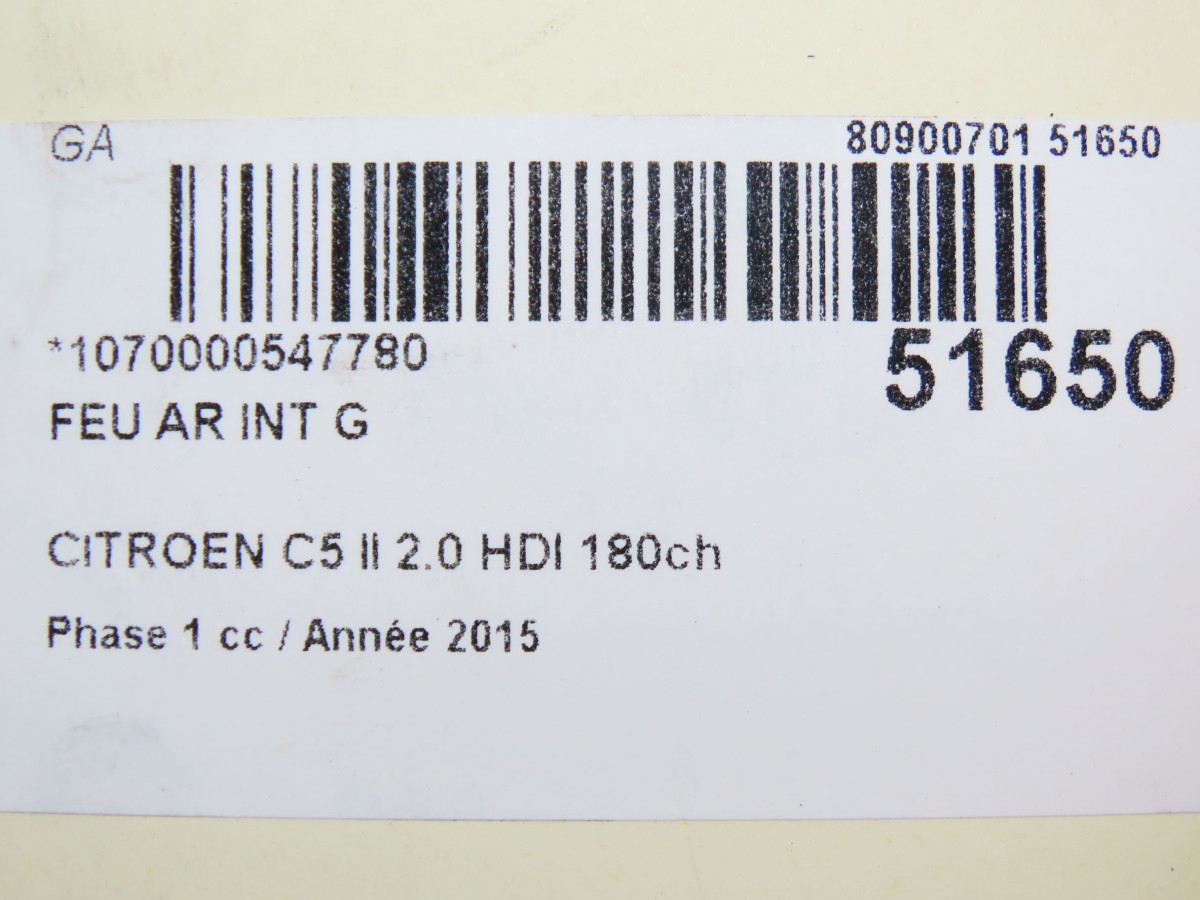 GA
80900701 51650
*1070000547780
51650
FEU AR INT G
CITROEN C5 II 2.0 HDI 180ch
Phase 1 cc / Année 2015